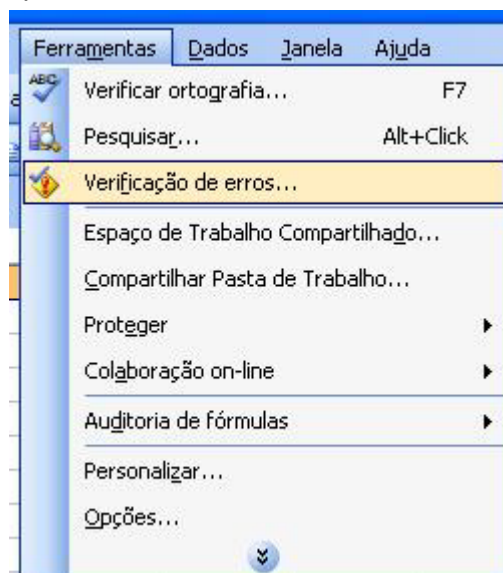 Ferramentas Dados Janela Ajuda
ABC Verificar ortografia... F7
Pesquisar... Alt+Click
Verificação de erros...
Espaço de Trabalho Compartilhado...
Compartilhar Pasta de Trabalho...
Proteger
Colaboração on-line
Auditoria de fórmulas
Personalizar...
Opções...